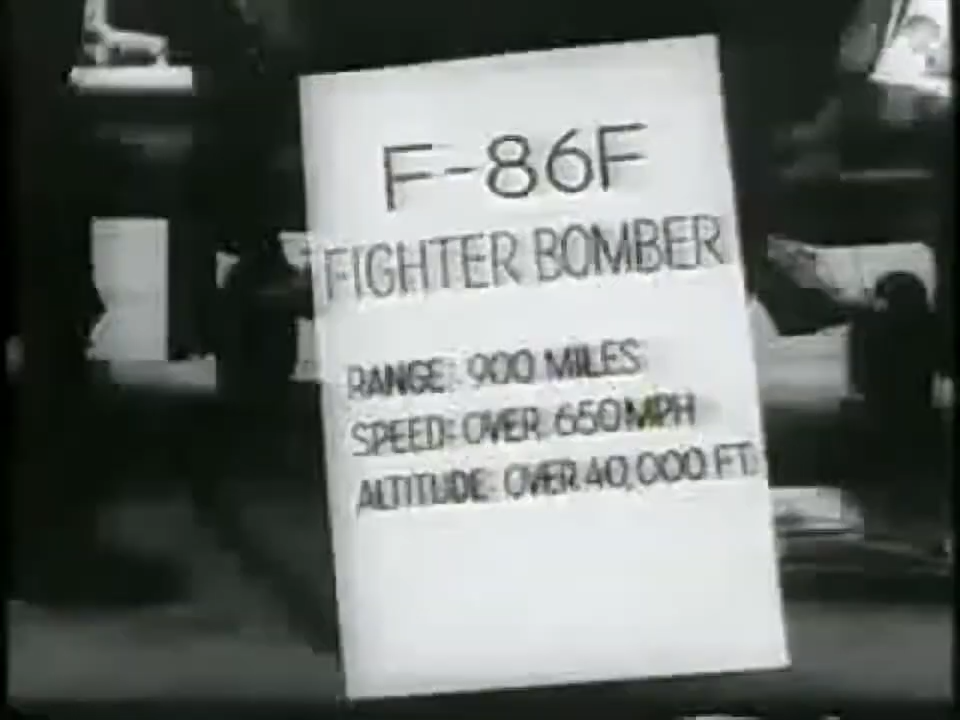 F-86F
FIGHTER BOMBER
RANGE: 900 MILES
SPEED: OVER 650 MPH
ALTITUDE: OVER 40,000 FT.